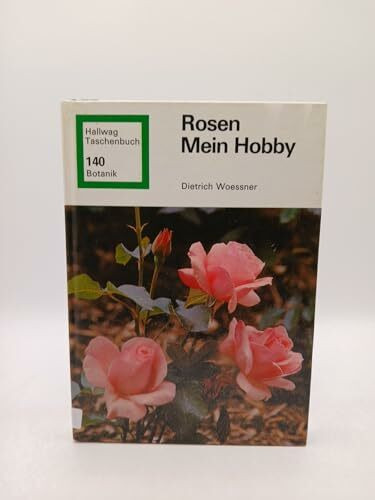 Hallwag
Taschenbuch
140
Botanik
Rosen
Mein Hobby
Dietrich Woessner